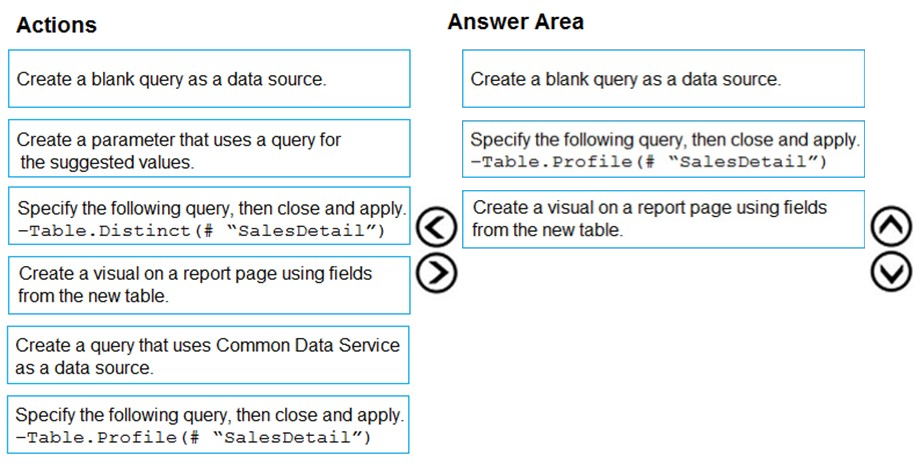 Actions
Create a blank query as a data source.
Create a parameter that uses a query for
the suggested values.
Specify the following query, then close and apply.
–Table.Distinct(# “SalesDetail”)
Create a visual on a report page using fields
from the new table.
Create a query that uses Common Data Service
as a data source.
Specify the following query, then close and apply.
–Table.Profile(# “SalesDetail”)
Answer Area
Create a blank query as a data source.
Specify the following query, then close and apply.
–Table.Profile(# “SalesDetail”)
Create a visual on a report page using fields
from the new table.